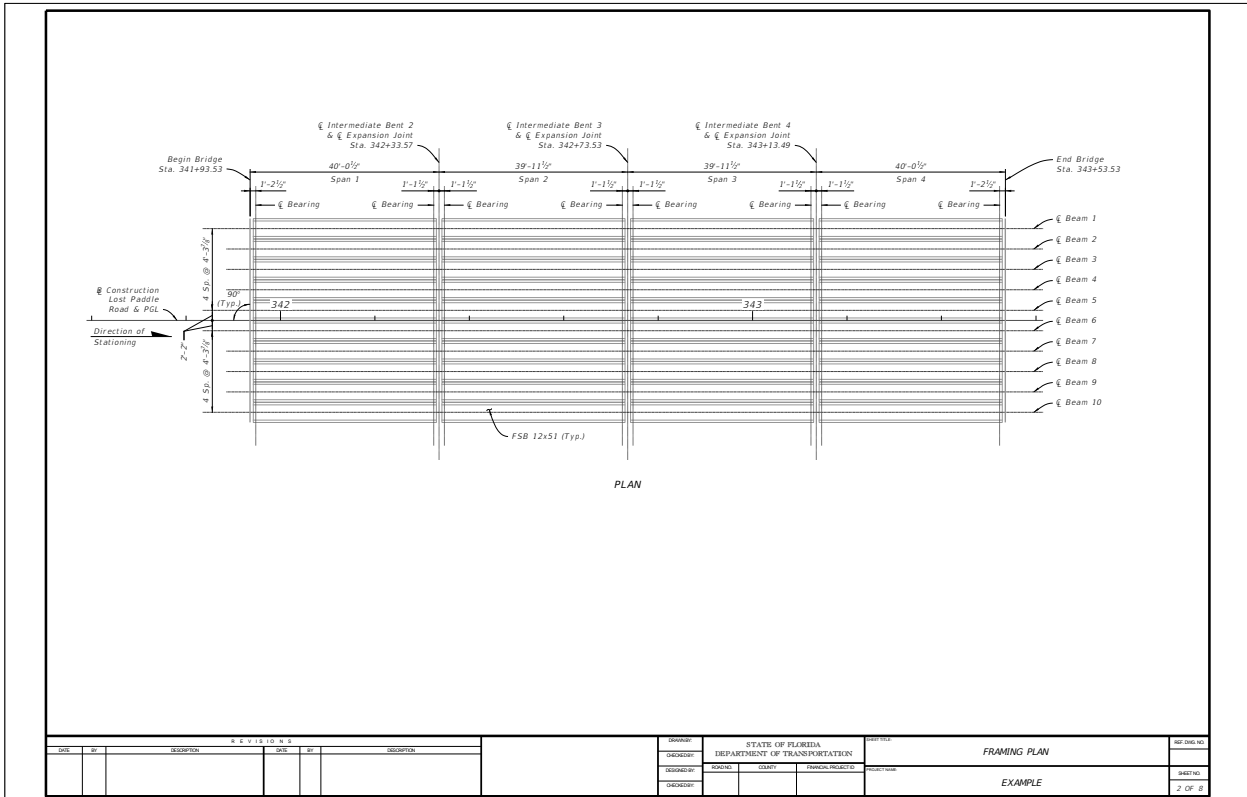 ℄ Intermediate Bent 2
& ℄ Expansion Joint
Sta. 342+33.57
℄ Intermediate Bent 3
& ℄ Expansion Joint
Sta. 342+73.53
℄ Intermediate Bent 4
& ℄ Expansion Joint
Sta. 343+13.49
Begin Bridge
Sta. 341+93.53
End Bridge
Sta. 343+53.53
40'-0½"
Span 1
39'-11½"
Span 2
39'-11½"
Span 3
40'-0½"
Span 4
1'-2½"
1'-1½"
1'-1½"
1'-1½"
1'-1½"
1'-1½"
1'-1½"
1'-2½"
℄ Bearing
℄ Bearing
℄ Bearing
℄ Bearing
℄ Bearing
℄ Bearing
℄ Bearing
℄ Bearing
℄ Beam 1
℄ Beam 2
℄ Beam 3
℄ Beam 4
℄ Beam 5
℄ Beam 6
℄ Beam 7
℄ Beam 8
℄ Beam 9
℄ Beam 10
4 Sp. @ 4'-3⅞"
4 Sp. @ 4'-3⅞"
2'-2"
90°
(Typ.)
342
343
Construction
Lost Paddle
Road & PGL
Direction of
Stationing
FSB 12x51 (Typ.)
PLAN
REVISIONS
DATE BY DESCRIPTION DATE BY DESCRIPTION
DRAWN BY:
CHECKED BY:
DESIGNED BY:
CHECKED BY:
STATE OF FLORIDA
DEPARTMENT OF TRANSPORTATION
ROAD NO. COUNTY FINANCIAL PROJECT ID
SHEET TITLE:
FRAMING PLAN
PROJECT NAME:
EXAMPLE
REF. DWG. NO.
SHEET NO.
2 OF 8